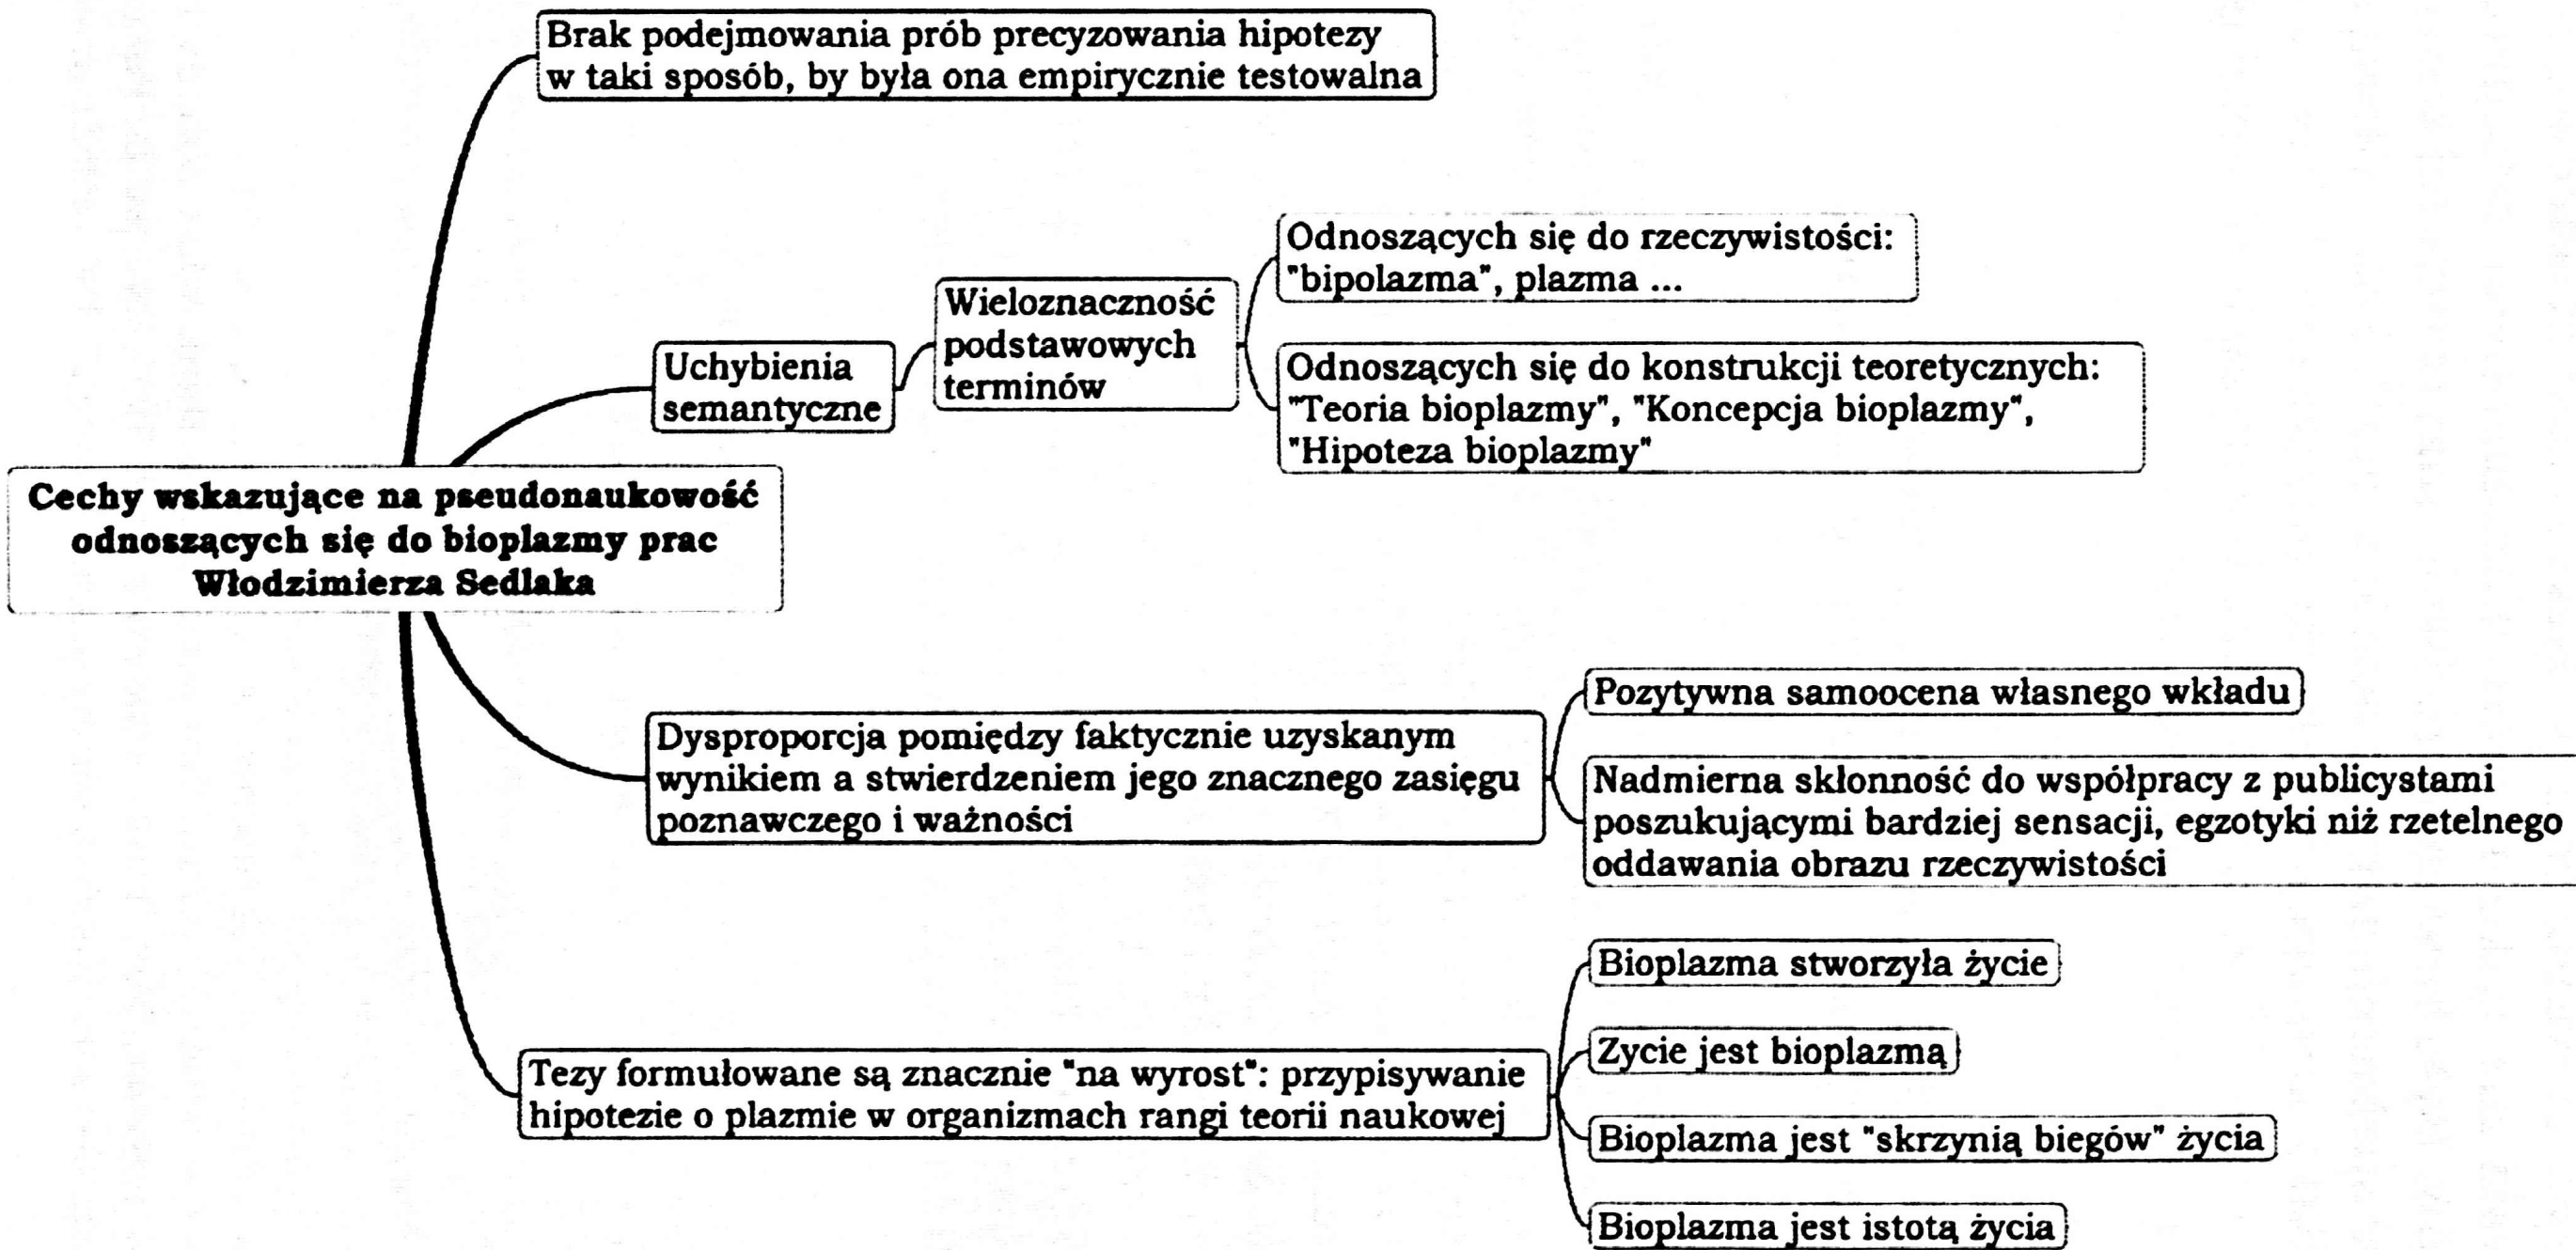 Brak podejmowania prób precyzowania hipotezy
w taki sposób, by była ona empirycznie testowalna
Odnoszących się do rzeczywistości:
"bipolazma", plazma ...
Wieloznaczność
podstawowych
terminów
Uchybienia
semantyczne
Odnoszących się do konstrukcji teoretycznych:
"Teoria bioplazmy", "Koncepcja bioplazmy",
"Hipoteza bioplazmy"
Cechy wskazujące na pseudonaukowość
odnoszących się do bioplazmy prac
Włodzimierza Sedlaka
Dysproporcja pomiędzy faktycznie uzyskanym
wynikiem a stwierdzeniem jego znacznego zasięgu
poznawczego i ważności
Pozytywna samoocena własnego wkładu
Nadmierna skłonność do współpracy z publicystami
poszukującymi bardziej sensacji, egzotyki niż rzetelnego
oddawania obrazu rzeczywistości
Tezy formułowane są znacznie "na wyrost": przypisywanie
hipotezie o plazmie w organizmach rangi teorii naukowej
Bioplazma stworzyła życie
Zycie jest bioplazmą
Bioplazma jest "skrzynią biegów" życia
Bioplazma jest istotą życia